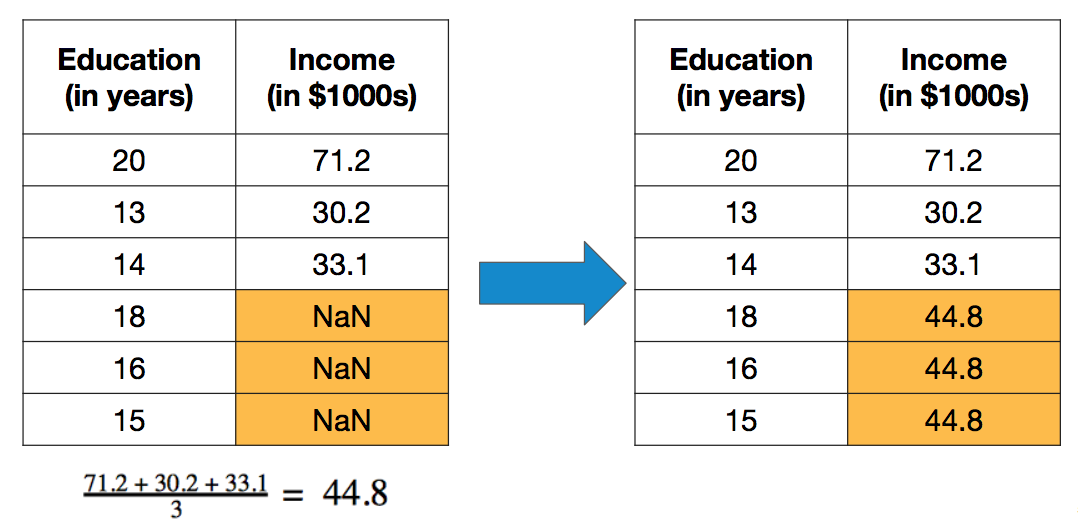 Education (in years) Income (in $1000s)
20 71.2
13 30.2
14 33.1
18 NaN
16 NaN
15 NaN
71.2 + 30.2 + 33.1
3
= 44.8
Education (in years) Income (in $1000s)
20 71.2
13 30.2
14 33.1
18 44.8
16 44.8
15 44.8